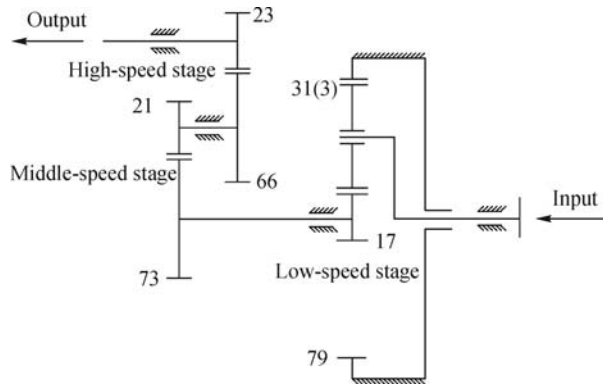 Output
23
High-speed stage
31(3)
21
Middle-speed stage
66
Input
17
73
Low-speed stage
79